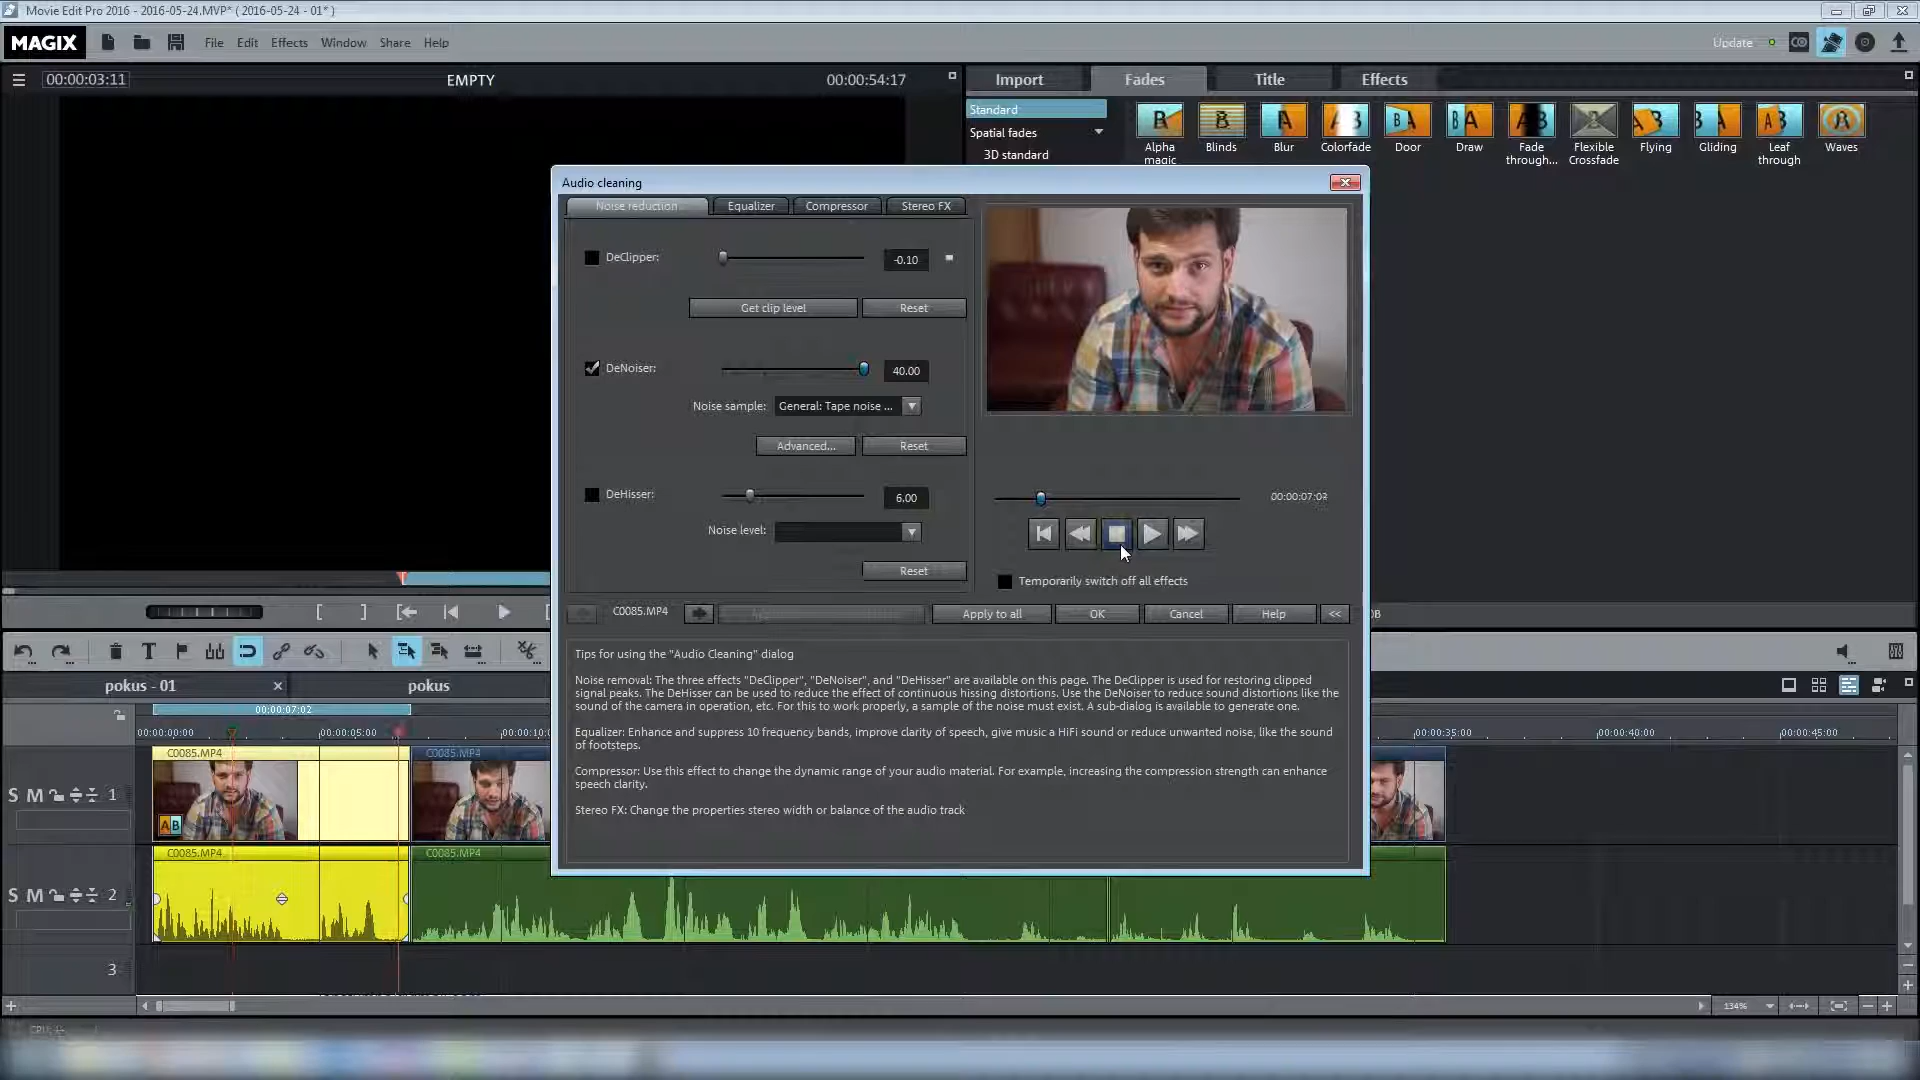 Movie Edit Pro 2016 - 2016-05-24.MVP* ( 2016-05-24 - 01* )
MAGIX
File Edit Effects Window Share Help
Update
00:00:03:11
EMPTY
00:00:54:17
Import
Fades
Title
Effects
Standard
Spatial fades
3D standard
Alpha magic
Blinds
Blur
Colorfade
Door
Draw
Fade through...
Flexible Crossfade
Flying
Gliding
Leaf through
Waves
Audio cleaning
Noise reduction
Equalizer
Compressor
Stereo FX
DeClipper:
-0.10
Get clip level
Reset
DeNoiser:
40.00
Noise sample:
General: Tape noise ...
Advanced...
Reset
DeHisser:
6.00
Noise level:
Reset
00:00:07:02
Temporarily switch off all effects
C0085.MP4
Apply to all
OK
Cancel
Help
<<
Tips for using the "Audio Cleaning" dialog
Noise removal: The three effects "DeClipper", "DeNoiser", and "DeHisser" are available on this page. The DeClipper is used for restoring clipped
signal peaks. The DeHisser can be used to reduce the effect of continuous hissing distortions. Use the DeNoiser to reduce sound distortions like the
sound of the camera in operation, etc. For this to work properly, a sample of the noise must exist. A sub-dialog is available to generate one.
Equalizer: Enhance and suppress 10 frequency bands, improve clarity of speech, give music a HiFi sound or reduce unwanted noise, like the sound
of footsteps.
Compressor: Use this effect to change the dynamic range of your audio material. For example, increasing the compression strength can enhance
speech clarity.
Stereo FX: Change the properties stereo width or balance of the audio track
pokus - 01
pokus
00:00:07:02
00:00:00:00
00:00:05:00
00:00:10:0
00:00:35:00
00:00:40:00
00:00:45:00
C0085.MP4
C0085.MP4
S M 1
C0085.MP4
C0085.MP4
S M 2
3
134%